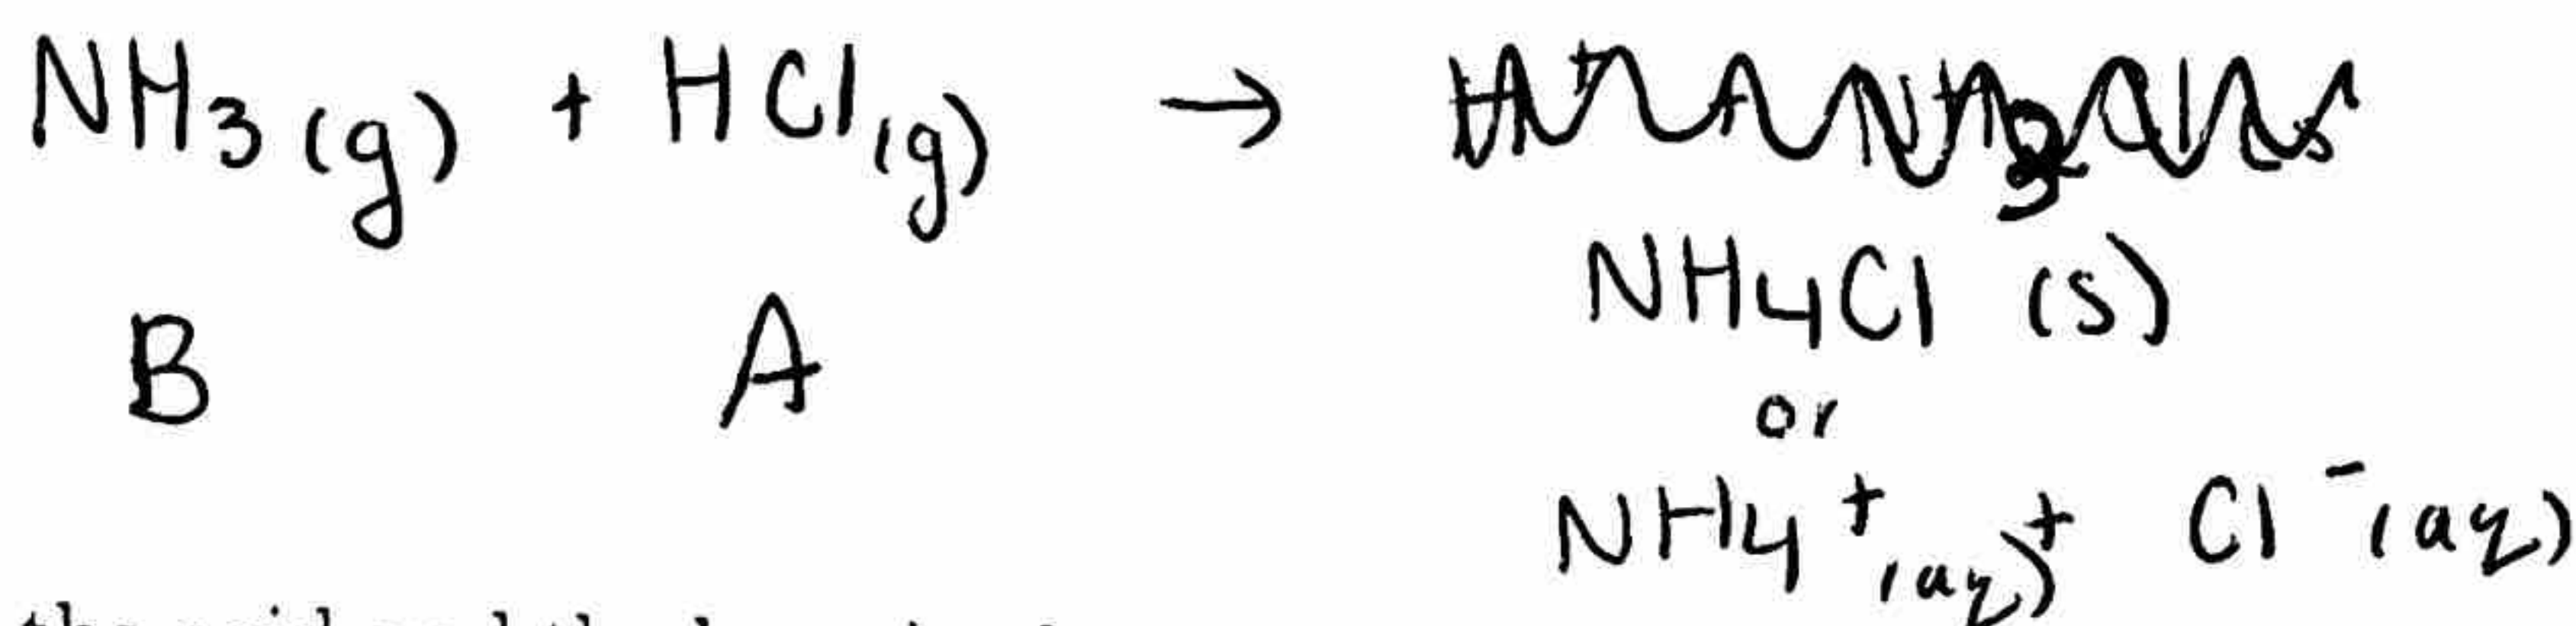 NH3 (g) + HCl (g) →
NH4Cl (s)
B A
or
NH4+ (aq) + Cl- (aq)